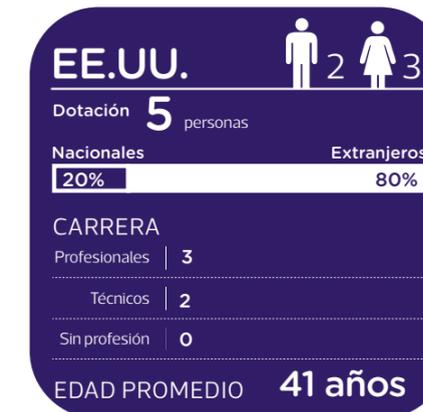 EE.UU. 2 3
Dotación 5 personas
Nacionales Extranjeros
20% 80%
CARRERA
Profesionales 3
Técnicos 2
Sin profesión 0
EDAD PROMEDIO 41 años